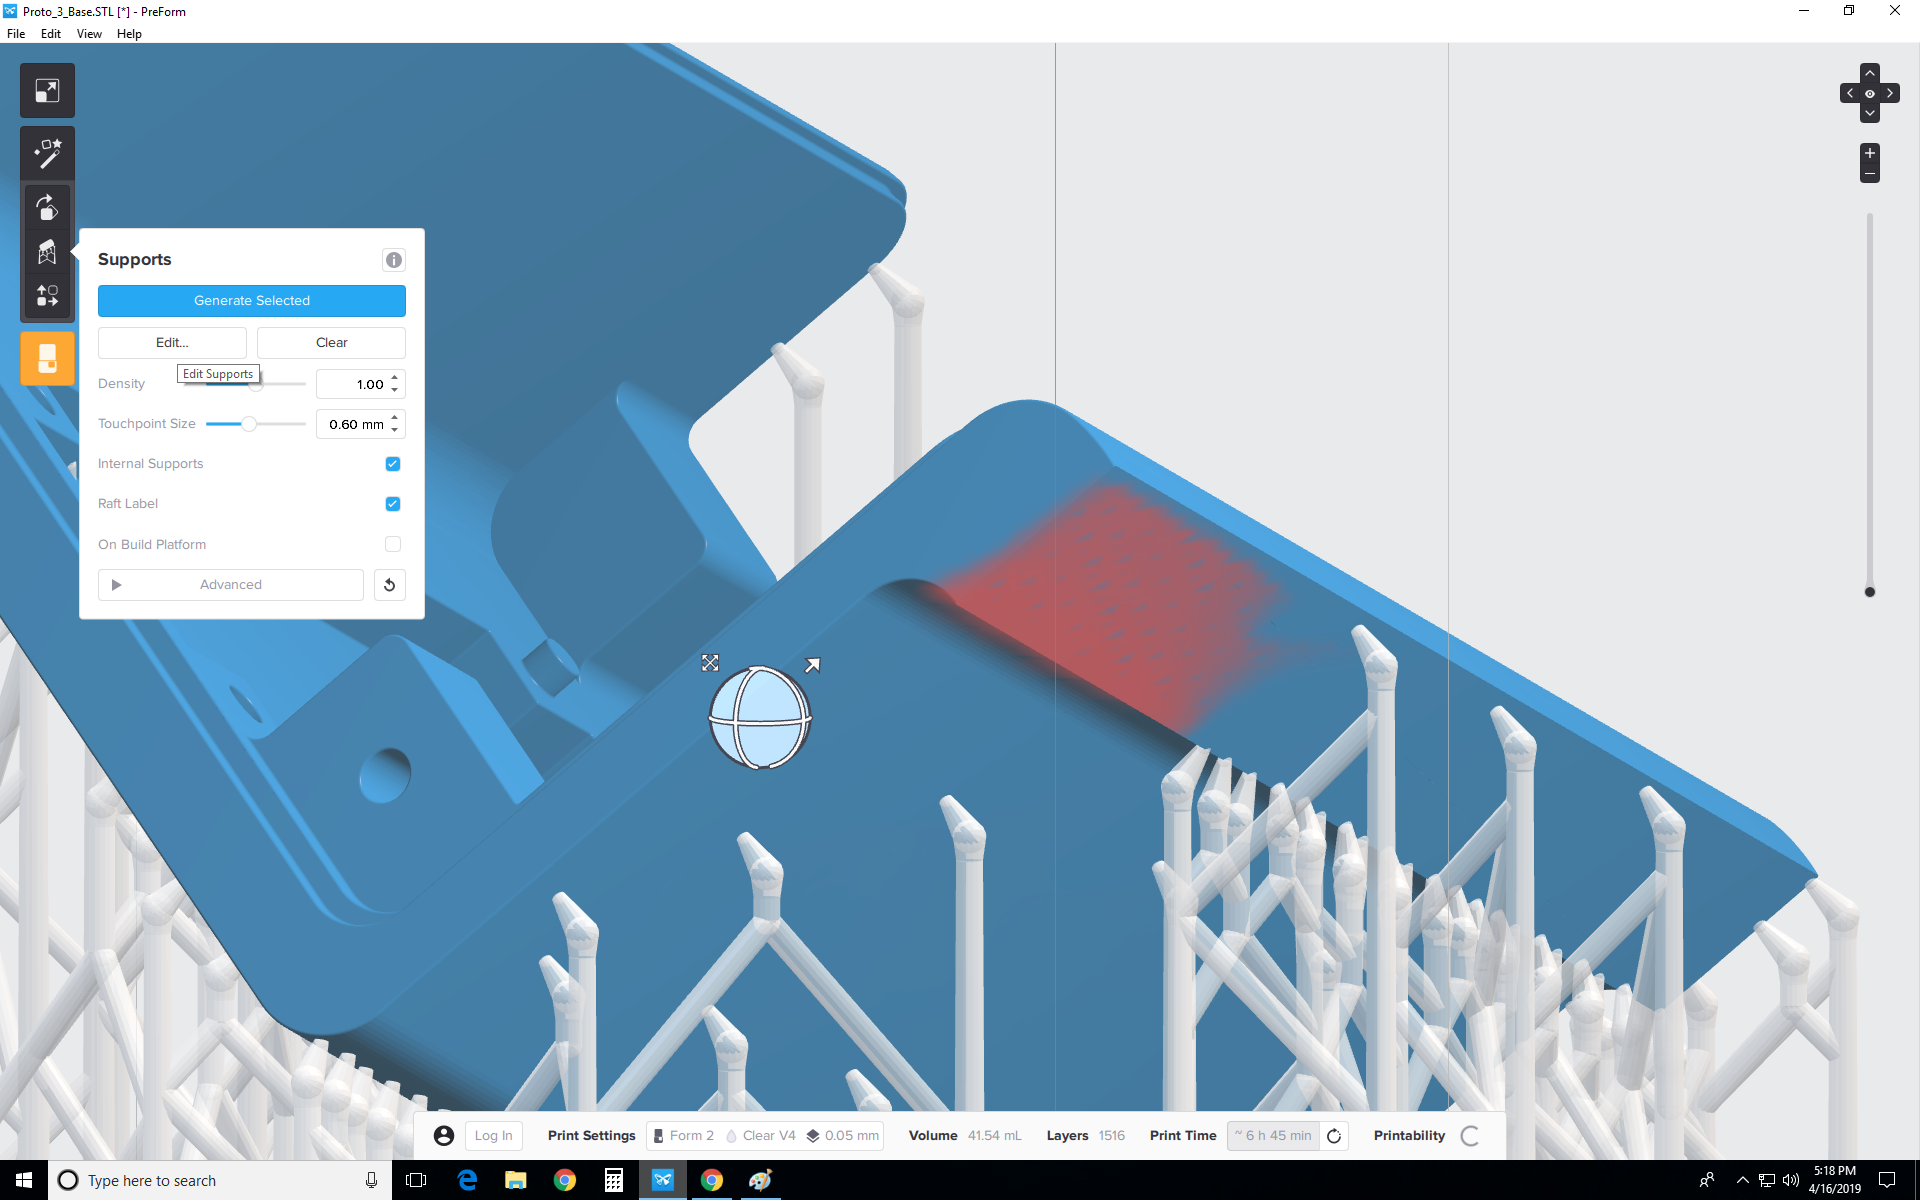 Proto_3_Base.STL [*] - PreForm
File Edit View Help
Supports
Generate Selected
Edit...
Clear
Edit Supports
Density
1.00
Touchpoint Size
0.60 mm
Internal Supports
Raft Label
On Build Platform
Advanced
Log In
Print Settings
Form 2
Clear V4
0.05 mm
Volume 41.54 mL
Layers 1516
Print Time ~ 6 h 45 min
Printability
Type here to search
5:18 PM
4/16/2019